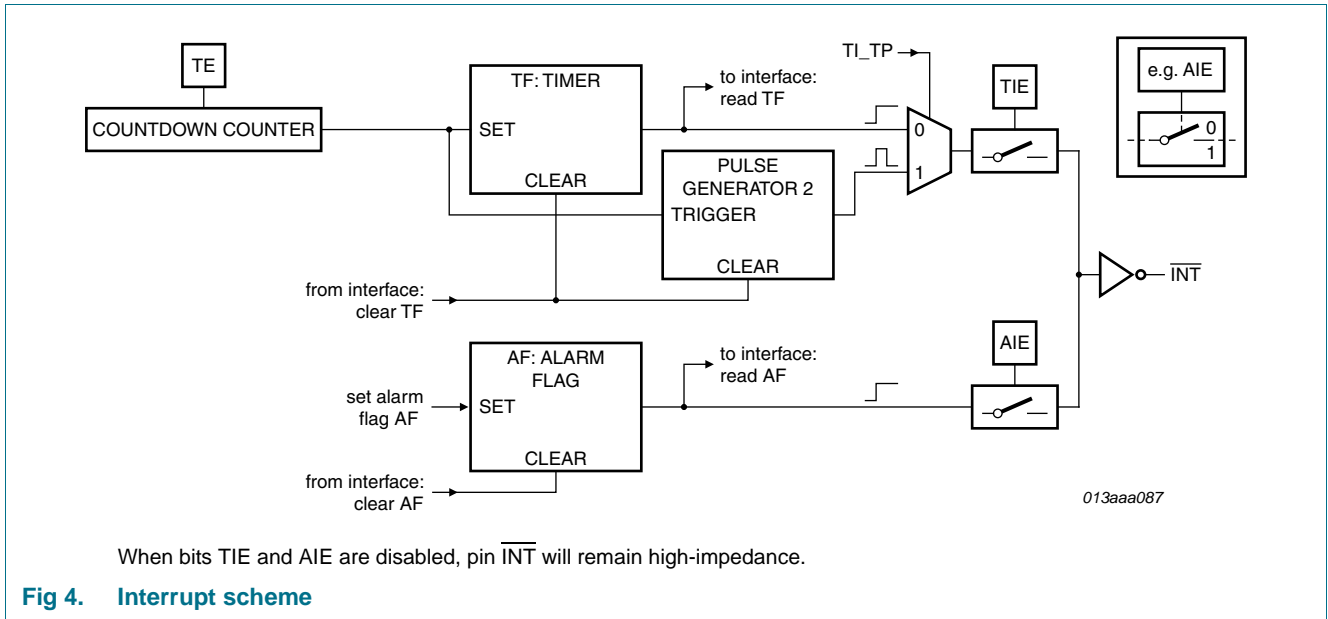 TE
COUNTDOWN COUNTER
TF: TIMER
SET
CLEAR
to interface:
read TF
PULSE
GENERATOR 2
TRIGGER
CLEAR
from interface:
clear TF
TI_TP
0
1
TIE
e.g. AIE
0
1
INT
AF: ALARM
FLAG
set alarm
flag AF
SET
CLEAR
to interface:
read AF
from interface:
clear AF
AIE
013aaa087
When bits TIE and AIE are disabled, pin INT will remain high-impedance.
Fig 4. Interrupt scheme